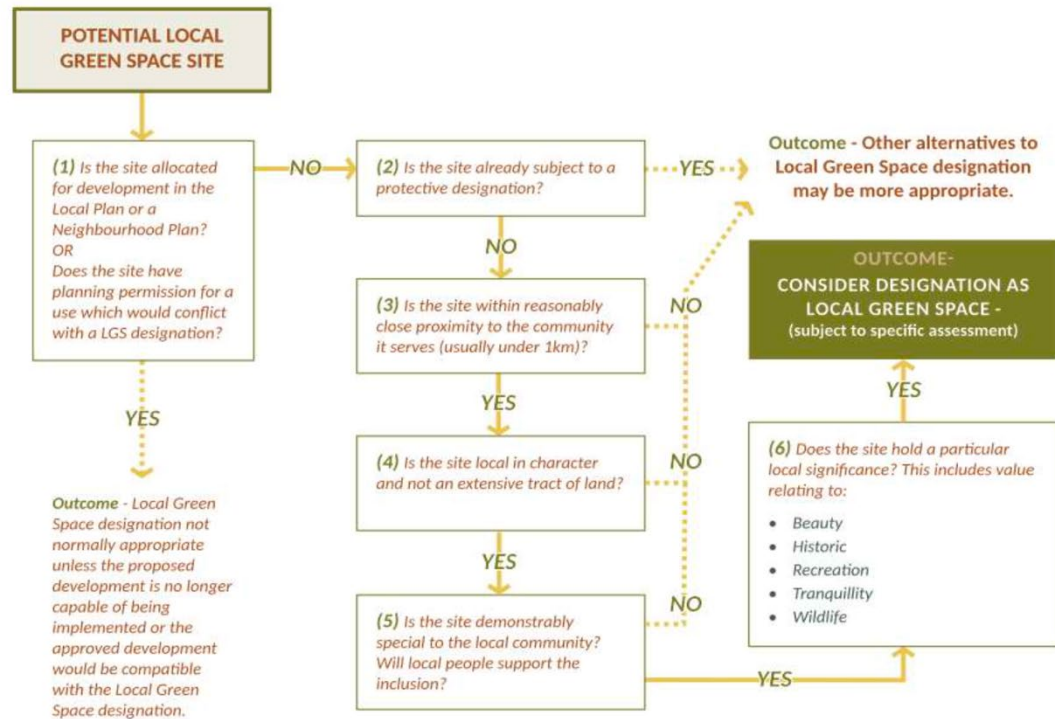 POTENTIAL LOCAL
GREEN SPACE SITE
(1) Is the site allocated
for development in the
Local Plan or a
Neighbourhood Plan?
OR
Does the site have
planning permission for a
use which would conflict
with a LGS designation?
NO
YES
Outcome - Local Green
Space designation not
normally appropriate
unless the proposed
development is no longer
capable of being
implemented or the
approved development
would be compatible
with the Local Green
Space designation.
(2) Is the site already subject to a
protective designation?
YES
NO
Outcome - Other alternatives to
Local Green Space designation
may be more appropriate.
(3) Is the site within reasonably
close proximity to the community
it serves (usually under 1km)?
NO
YES
(4) Is the site local in character
and not an extensive tract of land?
NO
YES
(5) Is the site demonstrably
special to the local community?
Will local people support the
inclusion?
NO
YES
(6) Does the site hold a particular
local significance? This includes value
relating to:
• Beauty
• Historic
• Recreation
• Tranquillity
• Wildlife
YES
OUTCOME-
CONSIDER DESIGNATION AS
LOCAL GREEN SPACE -
(subject to specific assessment)